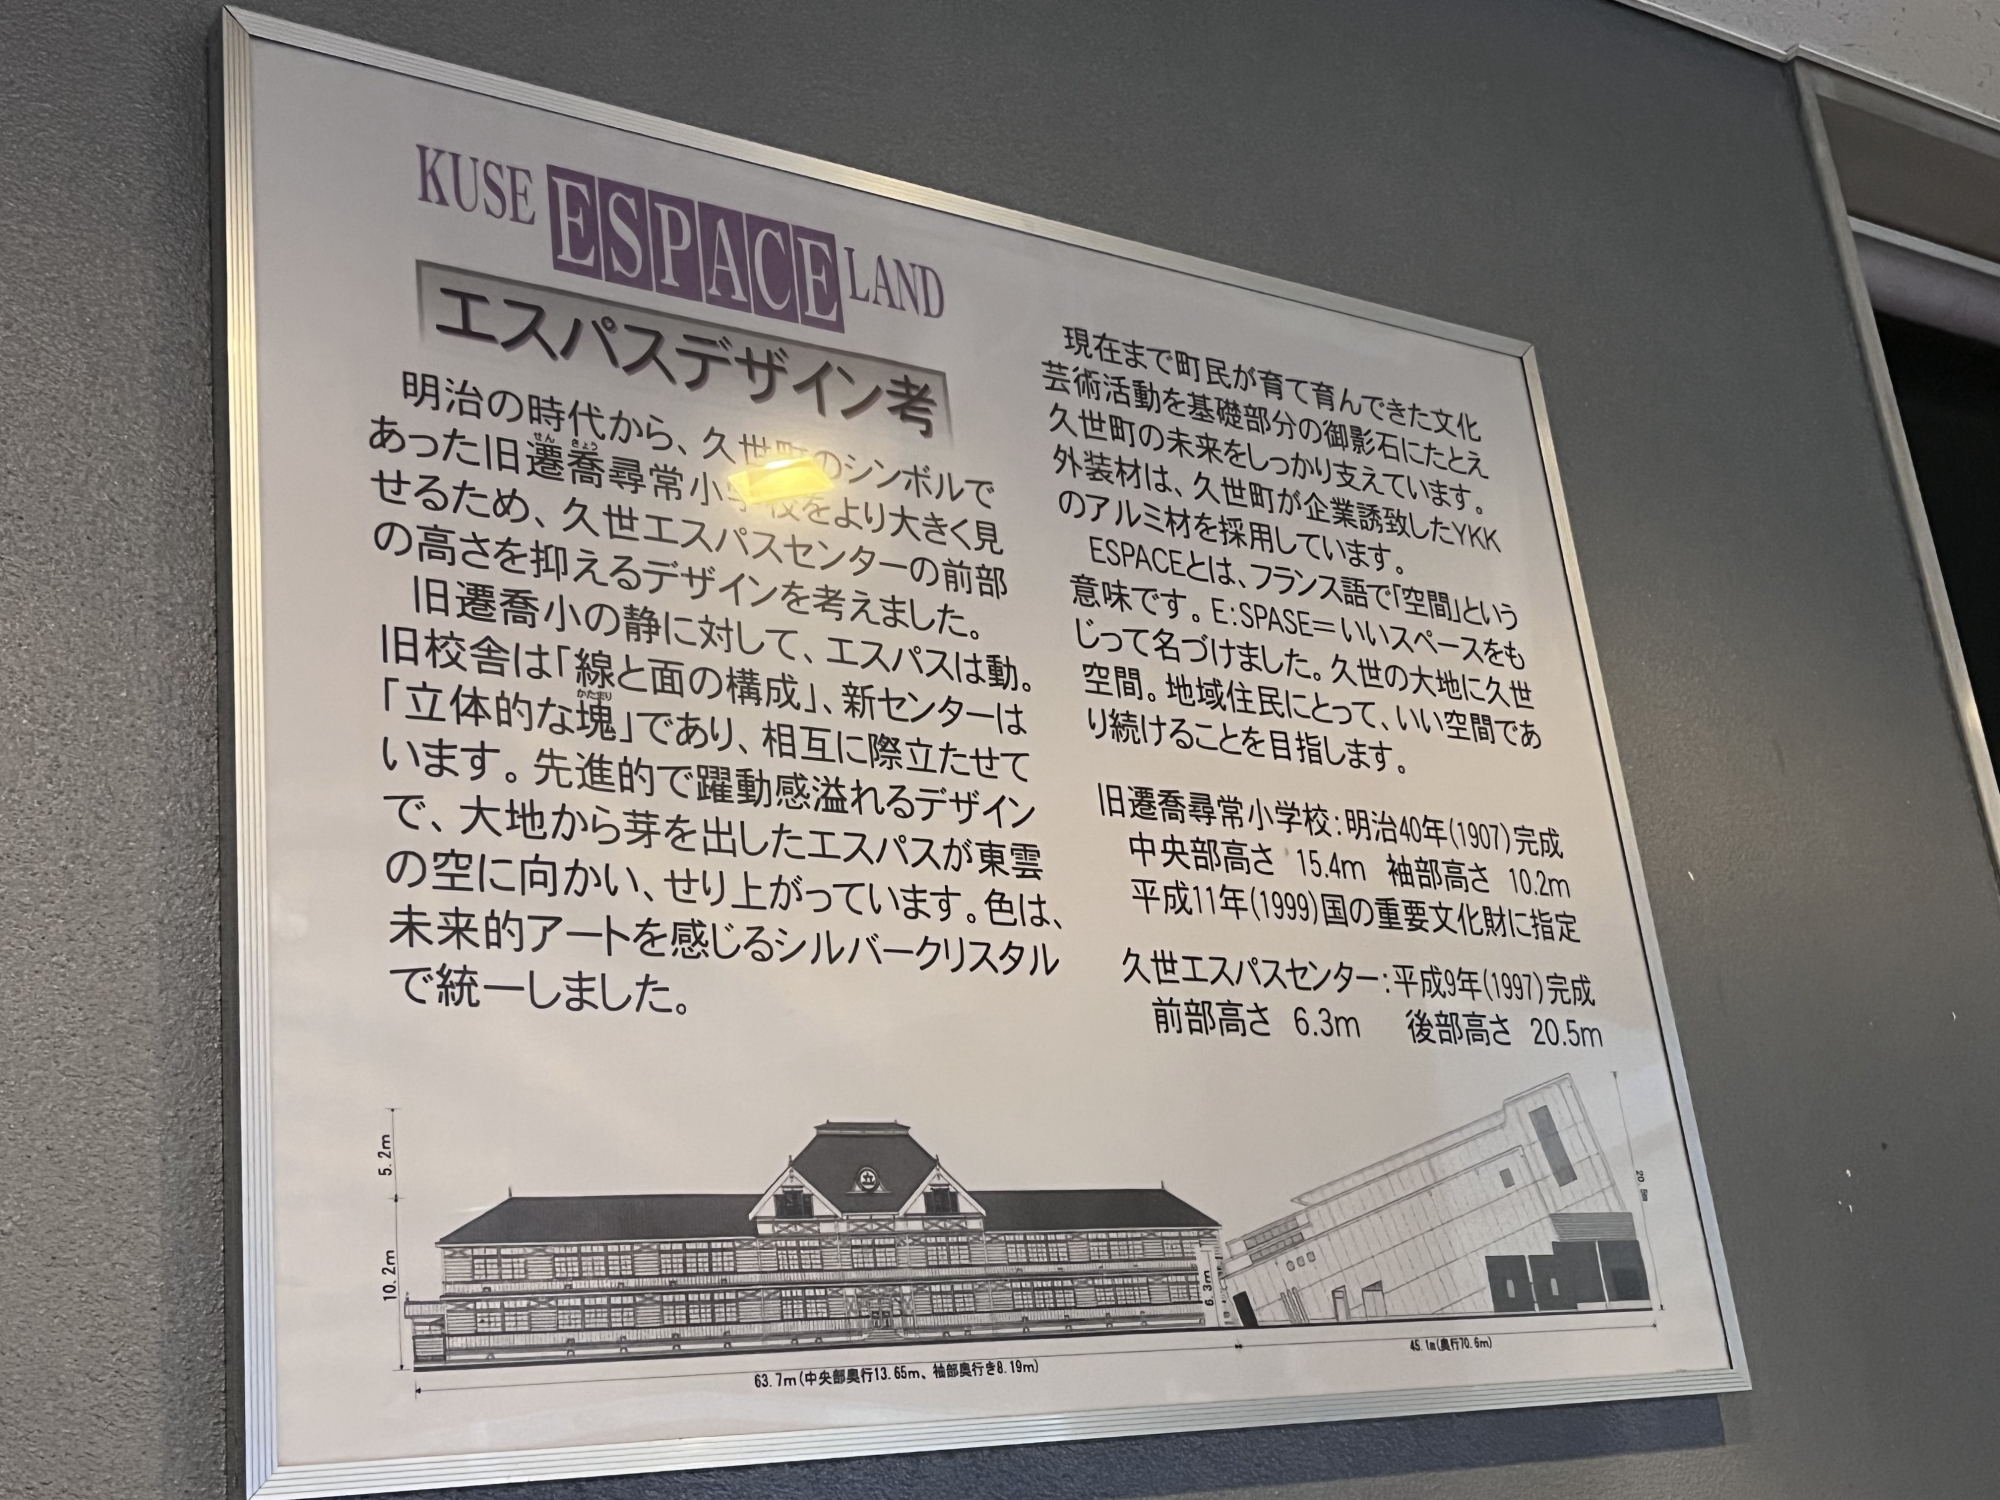 KUSE ESPACE LAND
エスパスデザイン考
明治の時代から、久世町のシンボルで
あった旧遷喬尋常小学校をより大きく見
せるため、久世エスパスセンターの前部
の高さを抑えるデザインを考えました。
旧遷喬小の静に対して、エスパスは動。
旧校舎は「線と面の構成」、新センターは
「立体的な塊」であり、相互に際立たせて
います。先進的で躍動感溢れるデザイン
で、大地から芽を出したエスパスが東雲
の空に向かい、せり上がっています。色は、
未来的アートを感じるシルバークリスタル
で統一しました。
現在まで町民が育て育んできた文化
芸術活動を基礎部分の御影石にたとえ
久世町の未来をしっかり支えています。
外装材は、久世町が企業誘致したYKK
のアルミ材を採用しています。
ESPACEとは、フランス語で「空間」という
意味です。E:SPASE=いいスペースをも
じって名づけました。久世の大地に久世
空間。地域住民にとって、いい空間であ
り続けることを目指します。
旧遷喬尋常小学校:明治40年(1907)完成
中央部高さ 15.4m 袖部高さ 10.2m
平成11年(1999)国の重要文化財に指定
久世エスパスセンター:平成9年(1997)完成
前部高さ 6.3m 後部高さ 20.5m
5.2m
10.2m
6.3m
20.5m
63.7m(中央部奥行13.65m、袖部奥行き8.19m)
45.1m(奥行70.6m)